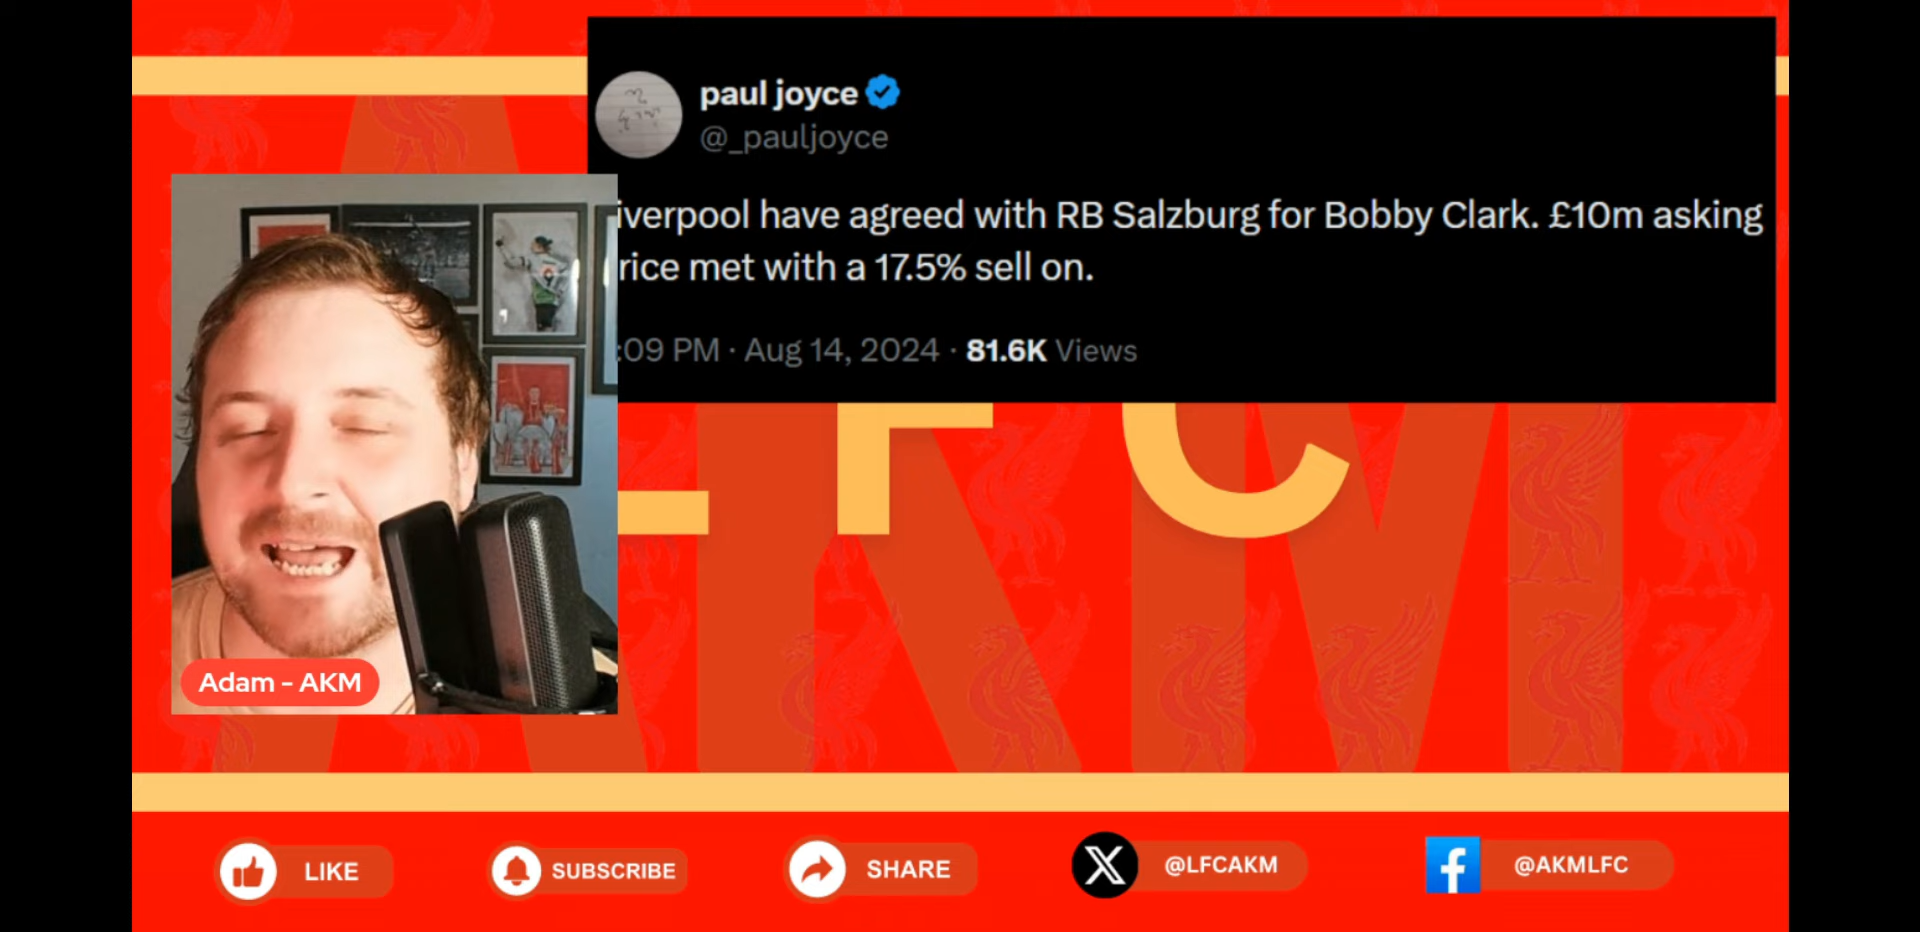 paul joyce
@_pauljoyce
iverpool have agreed with RB Salzburg for Bobby Clark. £10m asking
rice met with a 17.5% sell on.
:09 PM · Aug 14, 2024 · 81.6K Views
L F C
AKM
Adam - AKM
LIKE
SUBSCRIBE
SHARE
@LFCAKM
@AKMLFC